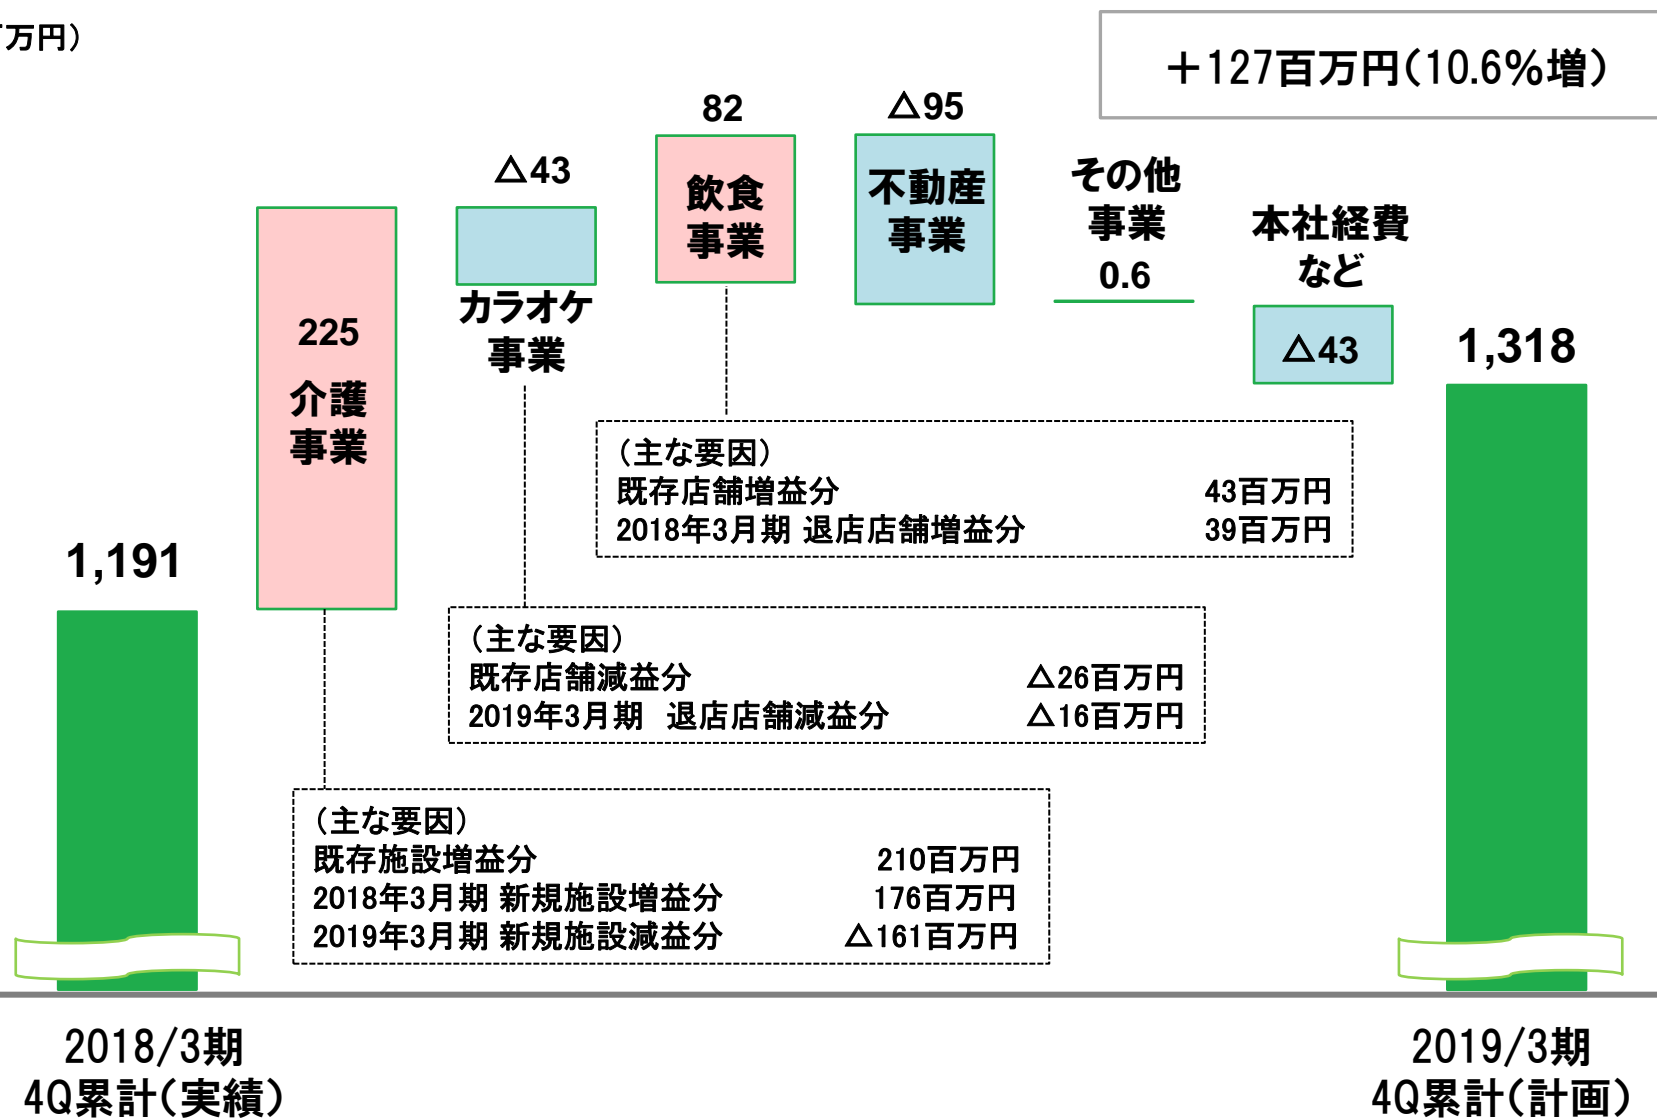 万円）
＋127百万円（10.6％増）
82
△95
△43
飲食
事業
不動産
事業
その他
事業
0.6
本社経費
など
△43
225
介護
事業
カラオケ
事業
1,318
（主な要因）
既存店舗増益分 43百万円
2018年3月期 退店店舗増益分 39百万円
1,191
（主な要因）
既存店舗減益分 △26百万円
2019年3月期　退店店舗減益分 △16百万円
（主な要因）
既存施設増益分 210百万円
2018年3月期 新規施設増益分 176百万円
2019年3月期 新規施設減益分 △161百万円
2018/3期
4Q累計（実績）
2019/3期
4Q累計（計画）